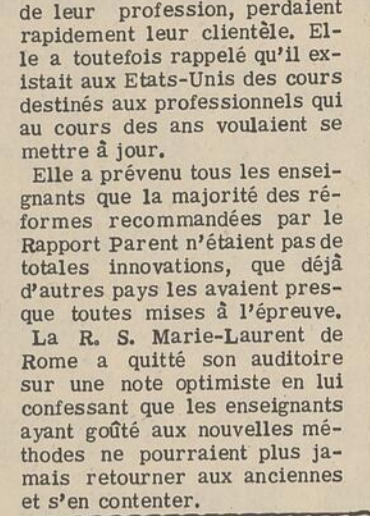 de leur profession, perdaient
rapidement leur clientèle. El-
le a toutefois rappelé qu'il ex-
istait aux Etats-Unis des cours
destinés aux professionnels qui
au cours des ans voulaient se
mettre à jour.
Elle a prévenu tous les ensei-
gnants que la majorité des ré-
formes recommandées par le
Rapport Parent n'étaient pas de
totales innovations, que déjà
d'autres pays les avaient pres-
que toutes mises à l'épreuve.
La R. S. Marie-Laurent de
Rome a quitté son auditoire
sur une note optimiste en lui
confessant que les enseignants
ayant goûté aux nouvelles mé-
thodes ne pourraient plus ja-
mais retourner aux anciennes
et s'en contenter.